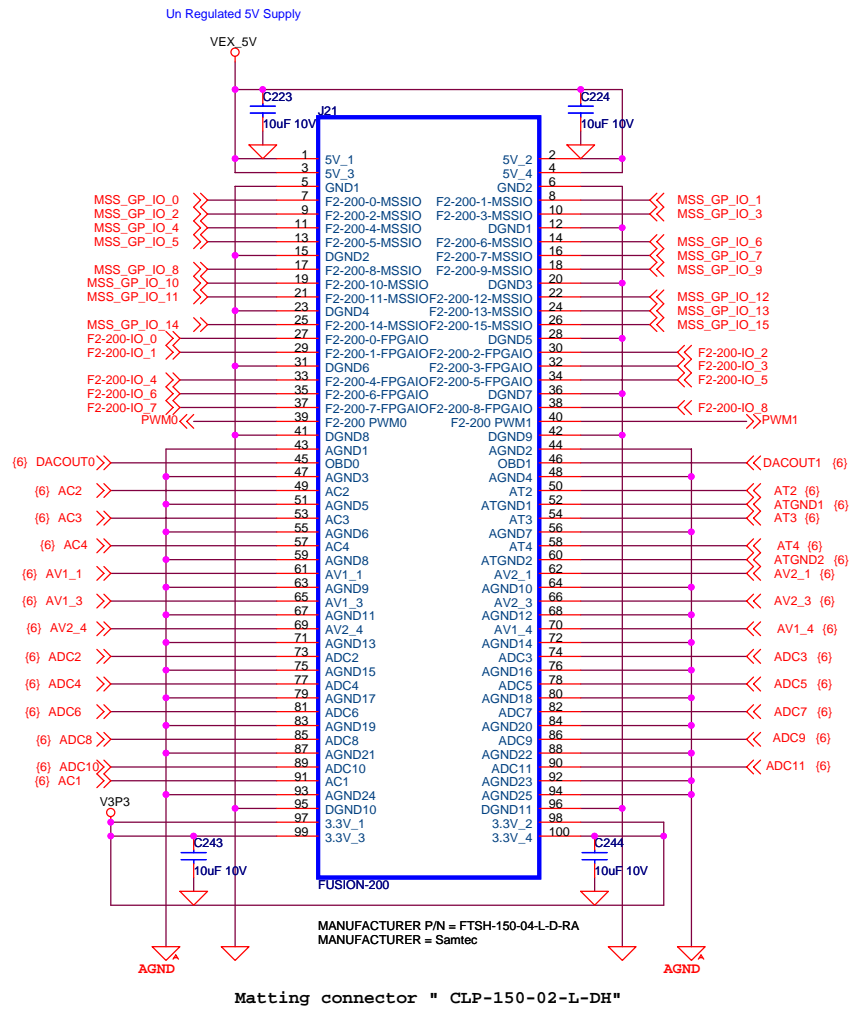 Un Regulated 5V Supply
VEX_5V
C223
10uF 10V
C224
10uF 10V
J21
1 5V_1 5V_2 2
3 5V_3 5V_4 4
5 GND1 GND2 6
MSS_GP_IO_0 7 F2-200-0-MSSIO F2-200-1-MSSIO 8 MSS_GP_IO_1
MSS_GP_IO_2 9 F2-200-2-MSSIO F2-200-3-MSSIO 10 MSS_GP_IO_3
MSS_GP_IO_4 11 F2-200-4-MSSIO DGND1 12
MSS_GP_IO_5 13 F2-200-5-MSSIO F2-200-6-MSSIO 14 MSS_GP_IO_6
15 DGND2 F2-200-7-MSSIO 16 MSS_GP_IO_7
MSS_GP_IO_8 17 F2-200-8-MSSIO F2-200-9-MSSIO 18 MSS_GP_IO_9
MSS_GP_IO_10 19 F2-200-10-MSSIO DGND3 20
MSS_GP_IO_11 21 F2-200-11-MSSIO F2-200-12-MSSIO 22 MSS_GP_IO_12
23 DGND4 F2-200-13-MSSIO 24 MSS_GP_IO_13
MSS_GP_IO_14 25 F2-200-14-MSSIO F2-200-15-MSSIO 26 MSS_GP_IO_15
F2-200-IO_0 27 F2-200-0-FPGAIO DGND5 28
F2-200-IO_1 29 F2-200-1-FPGAIO F2-200-2-FPGAIO 30 F2-200-IO_2
31 DGND6 F2-200-3-FPGAIO 32 F2-200-IO_3
F2-200-IO_4 33 F2-200-4-FPGAIO F2-200-5-FPGAIO 34 F2-200-IO_5
F2-200-IO_6 35 F2-200-6-FPGAIO DGND7 36
F2-200-IO_7 37 F2-200-7-FPGAIO F2-200-8-FPGAIO 38 F2-200-IO_8
PWM0 39 F2-200 PWM0 F2-200 PWM1 40 PWM1
41 DGND8 DGND9 42
43 AGND1 AGND2 44
{6} DACOUT0 45 OBD0 OBD1 46 DACOUT1 {6}
47 AGND3 AGND4 48
{6} AC2 49 AC2 AT2 50 AT2 {6}
51 AGND5 ATGND1 52 ATGND1 {6}
{6} AC3 53 AC3 AT3 54 AT3 {6}
55 AGND6 AGND7 56
{6} AC4 57 AC4 AT4 58 AT4 {6}
59 AGND8 ATGND2 60 ATGND2 {6}
{6} AV1_1 61 AV1_1 AV2_1 62 AV2_1 {6}
63 AGND9 AGND10 64
{6} AV1_3 65 AV1_3 AV2_3 66 AV2_3 {6}
67 AGND11 AGND12 68
{6} AV2_4 69 AV2_4 AV1_4 70 AV1_4 {6}
71 AGND13 AGND14 72
{6} ADC2 73 ADC2 ADC3 74 ADC3 {6}
75 AGND15 AGND16 76
{6} ADC4 77 ADC4 ADC5 78 ADC5 {6}
79 AGND17 AGND18 80
{6} ADC6 81 ADC6 ADC7 82 ADC7 {6}
83 AGND19 AGND20 84
{6} ADC8 85 ADC8 ADC9 86 ADC9 {6}
87 AGND21 AGND22 88
{6} ADC10 89 ADC10 ADC11 90 ADC11 {6}
{6} AC1 91 AC1 AGND23 92
93 AGND24 AGND25 94
95 DGND10 DGND11 96
V3P3
97 3.3V_1 3.3V_2 98
99 3.3V_3 3.3V_4 100
C243
10uF 10V
C244
10uF 10V
FUSION-200
MANUFACTURER P/N = FTSH-150-04-L-D-RA
MANUFACTURER = Samtec
AGND
AGND
Matting connector " CLP-150-02-L-DH"